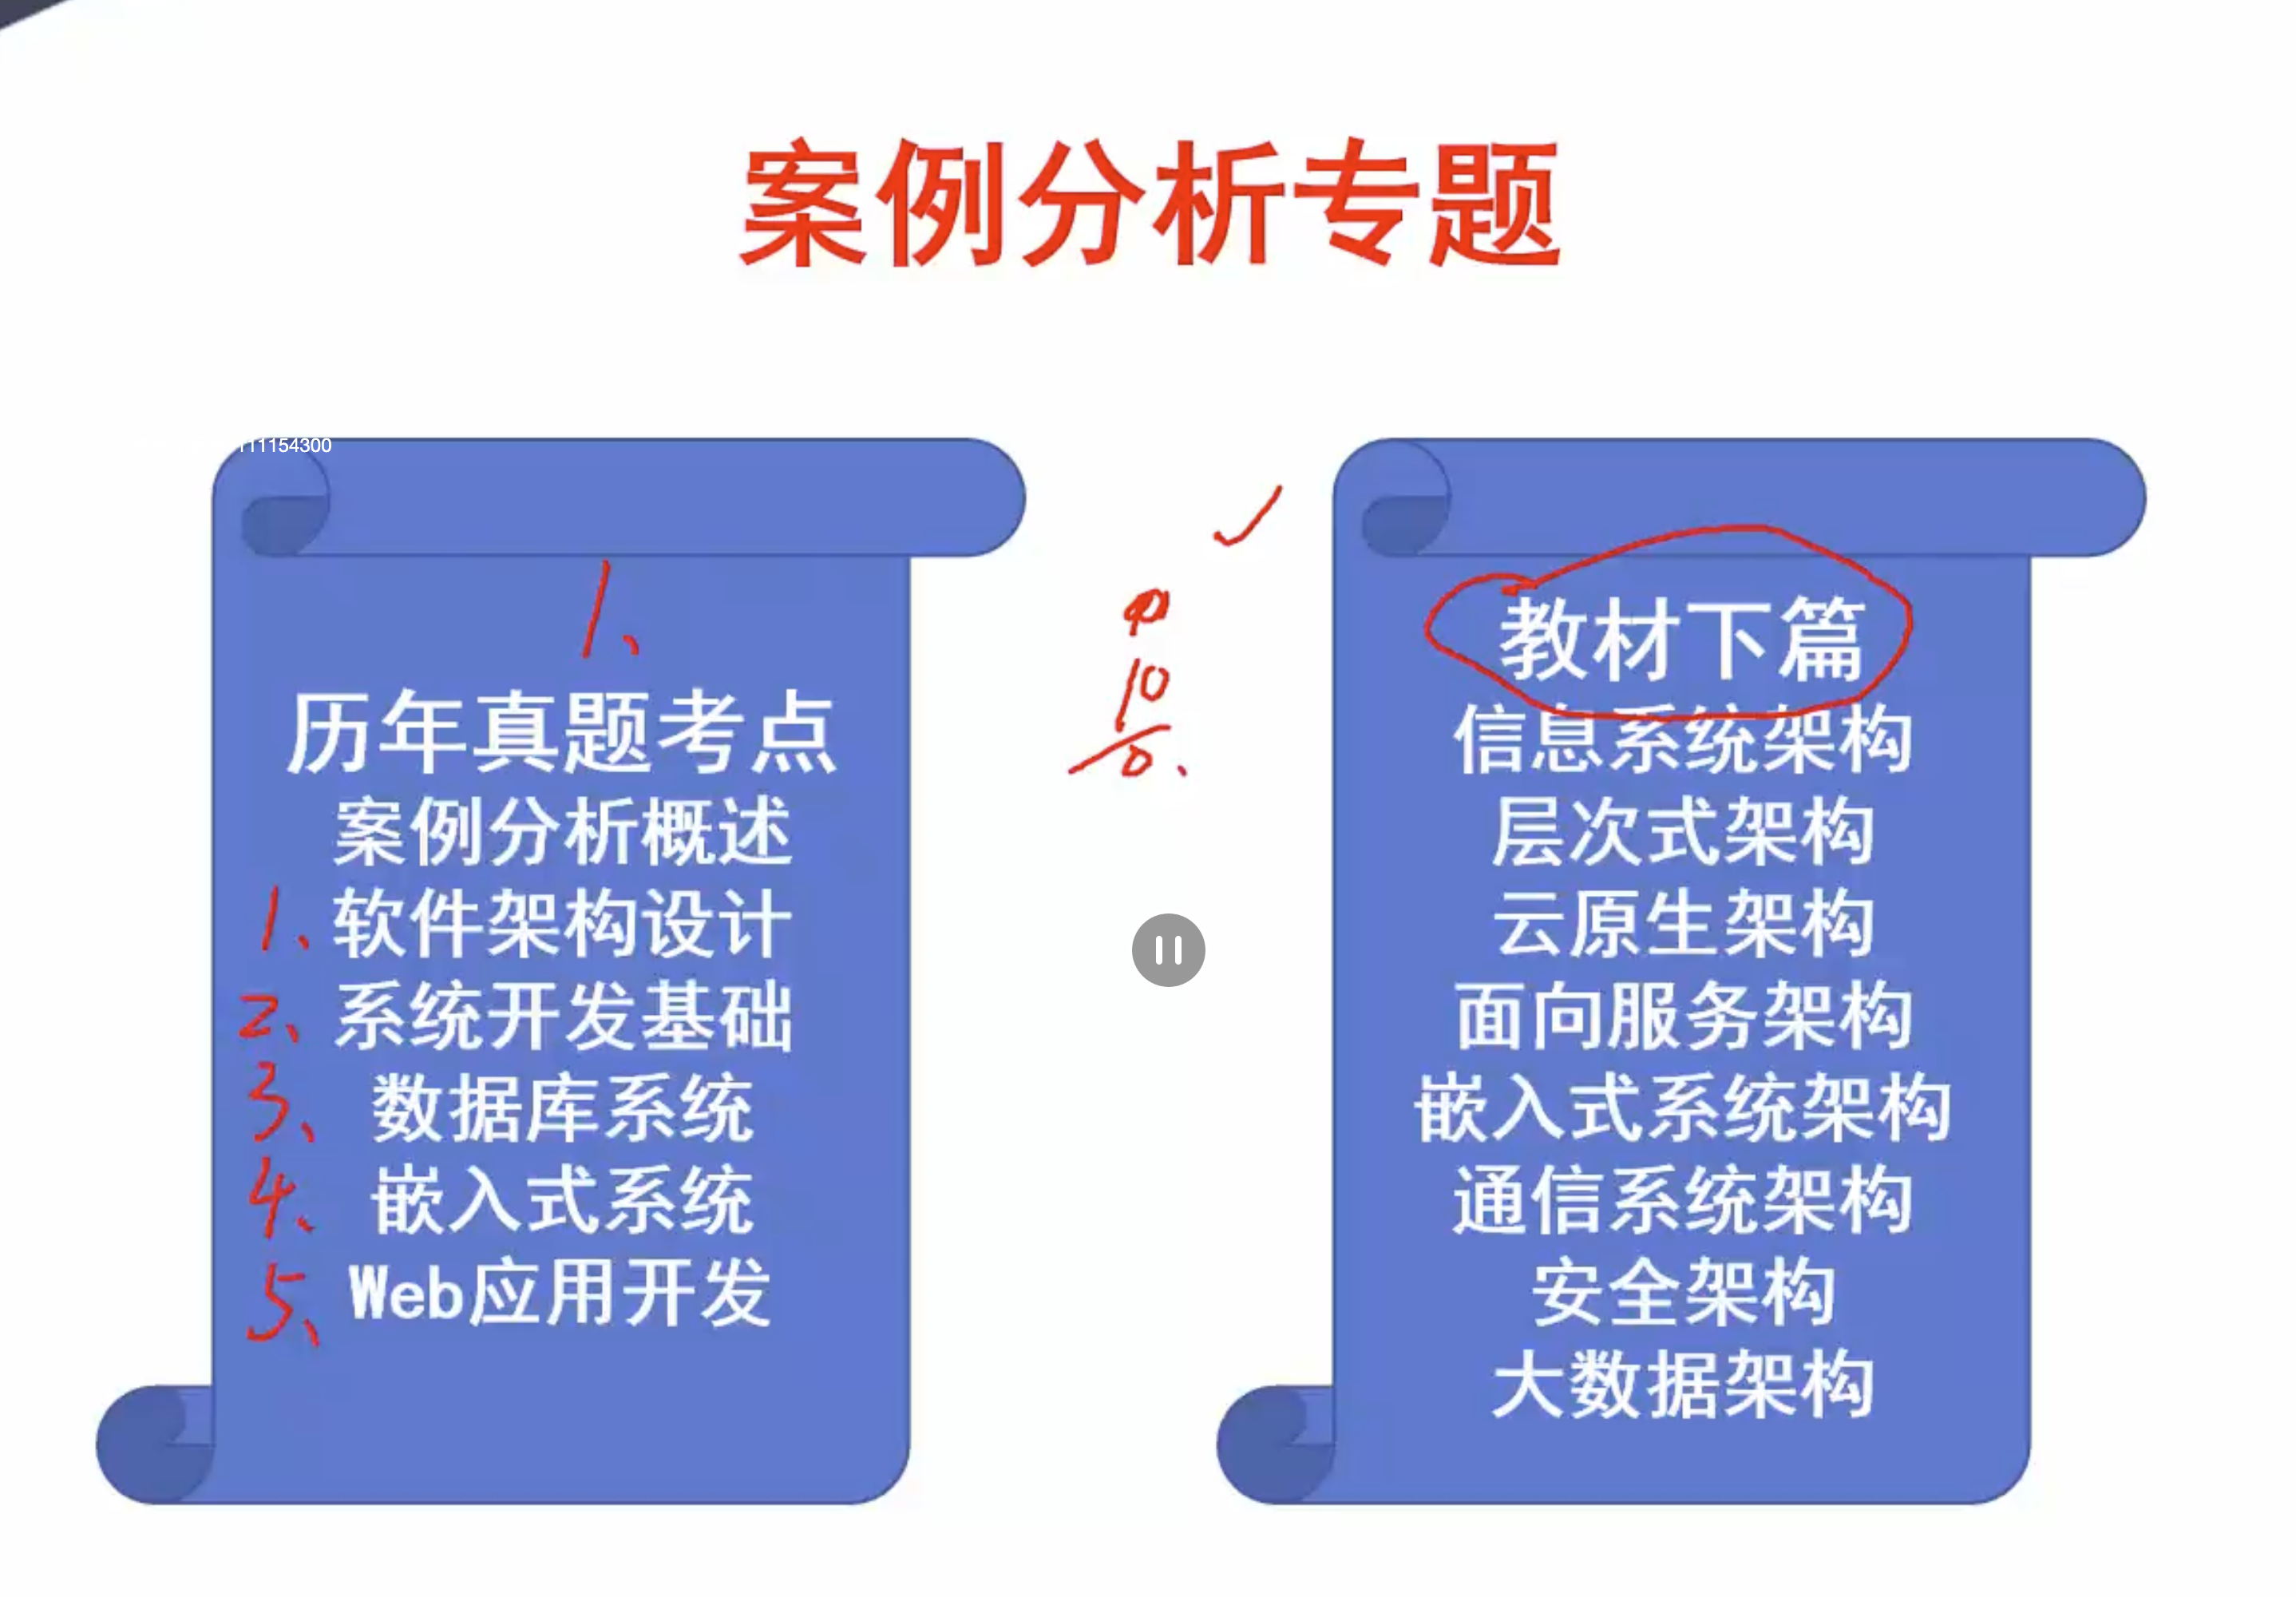 案例分析专题
111154300
1、
历年真题考点
案例分析概述
1、软件架构设计
2、系统开发基础
3、数据库系统
4、嵌入式系统
5、Web应用开发
10
教材下篇
信息系统架构
层次式架构
云原生架构
面向服务架构
嵌入式系统架构
通信系统架构
安全架构
大数据架构